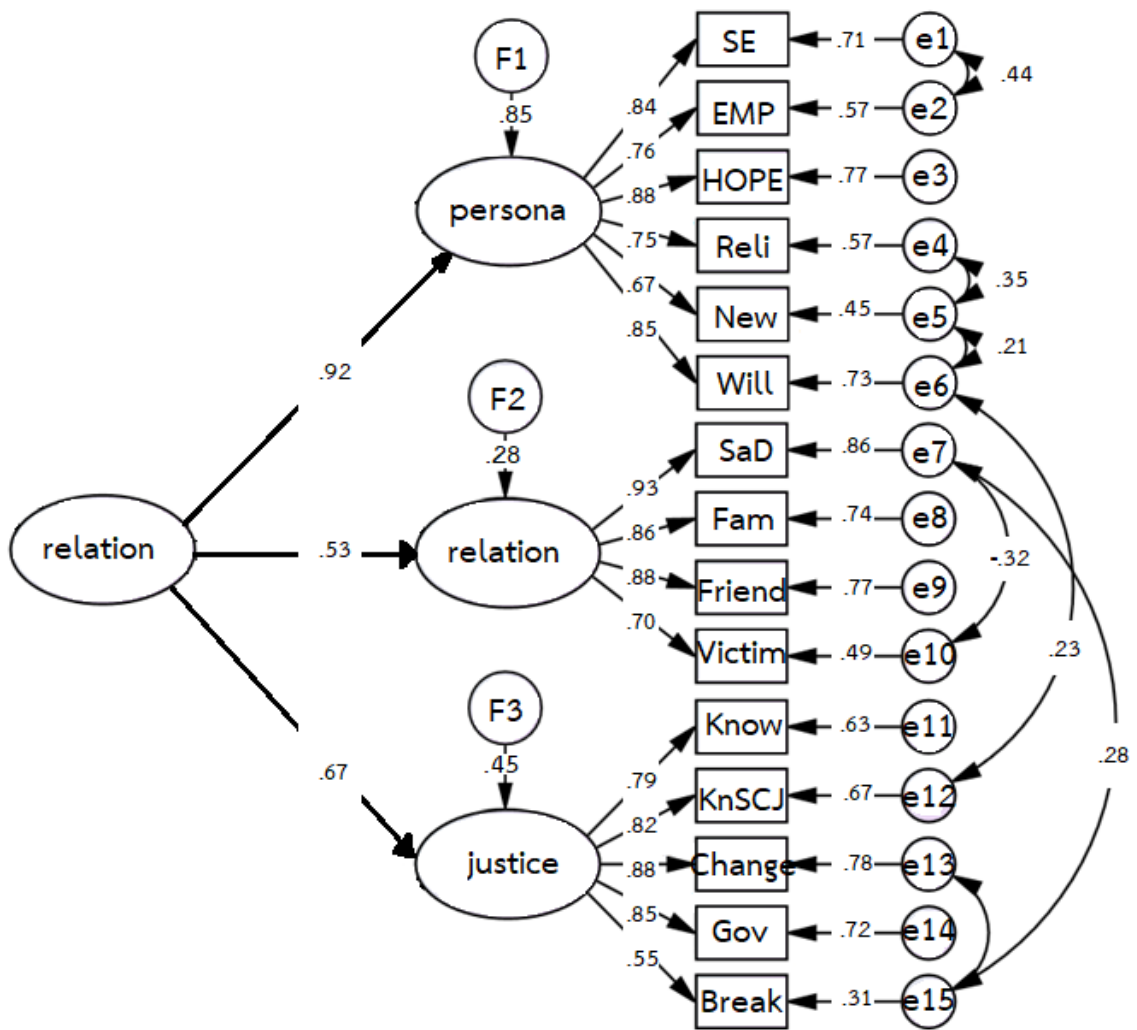 SE
.71
e1
F1
.44
.84
.85
EMP
.57
e2
.76
HOPE
.77
e3
.88
persona
.75
Reli
.57
e4
.35
.67
New
.45
e5
.85
.21
.92
Will
.73
e6
F2
.28
SaD
.86
e7
.93
Fam
.74
e8
.86
relation
.53
relation
-.32
.88
Friend
.77
e9
.70
Victim
.49
e10
.23
F3
Know
.63
e11
.28
.45
.67
.79
KnSCJ
.67
e12
.82
justice
.88
Change
.78
e13
.85
Gov
.72
e14
.55
Break
.31
e15